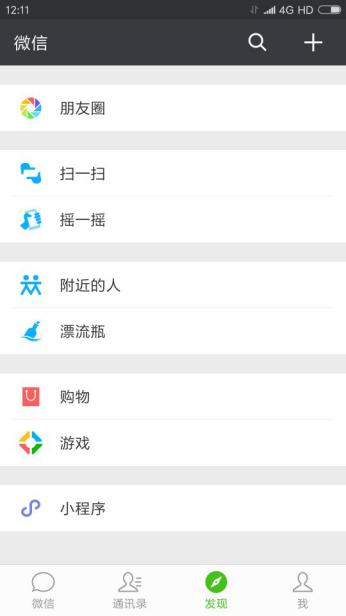 12:11
4G HD
微信
朋友圈
扫一扫
摇一摇
附近的人
漂流瓶
购物
游戏
小程序
微信
通讯录
发现
我